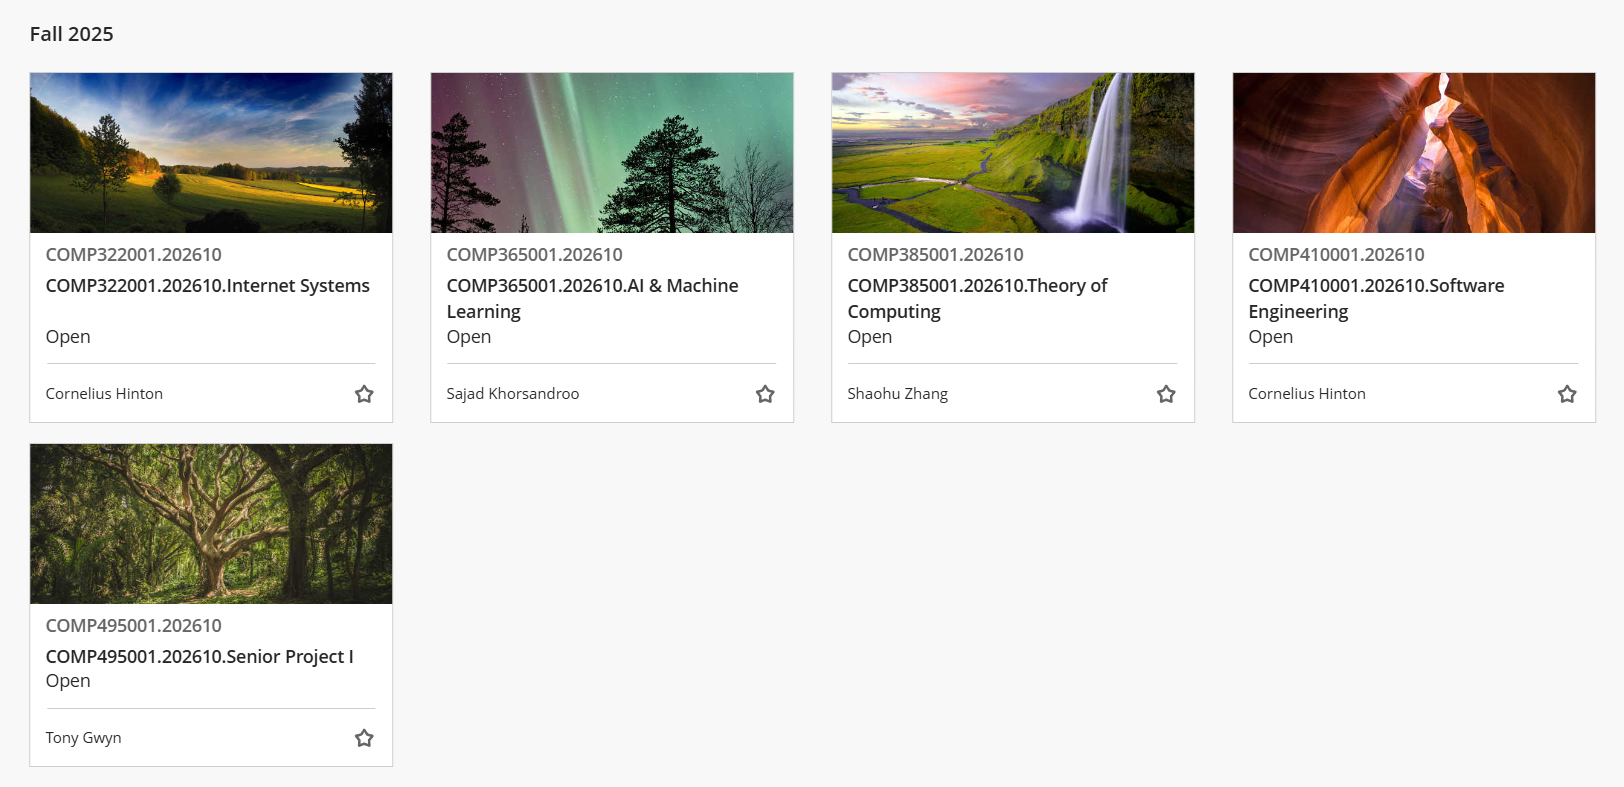 Fall 2025
COMP322001.202610
COMP322001.202610.Internet Systems
Open
Cornelius Hinton
COMP365001.202610
COMP365001.202610.AI & Machine
Learning
Open
Sajad Khorsandroo
COMP385001.202610
COMP385001.202610.Theory of
Computing
Open
Shaohu Zhang
COMP410001.202610
COMP410001.202610.Software
Engineering
Open
Cornelius Hinton
COMP495001.202610
COMP495001.202610.Senior Project I
Open
Tony Gwyn